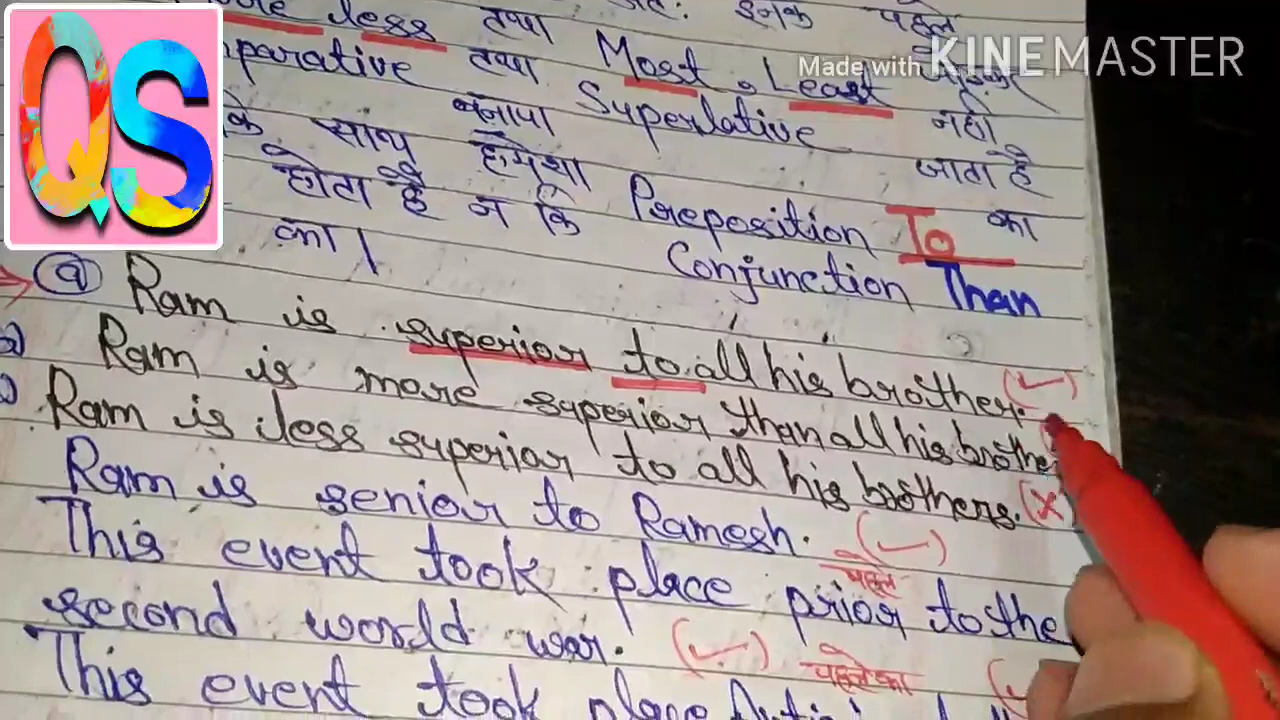 QS
Made with KINEMASTER
less तथा Most, Least
Comparative तथा Superlative नही
के साथ बनाया जाता है
हमेशा Preposition To का
होता है न कि Conjunction Than
का।
Ram is superior to all his brother. (✓)
Ram is more superior than all his brothe
Ram is less superior to all his brothers. (×)
Ram is senior to Ramesh. (✓)
पहले
This event took place prior to the
second world war. (✓) पहले का
This event took place